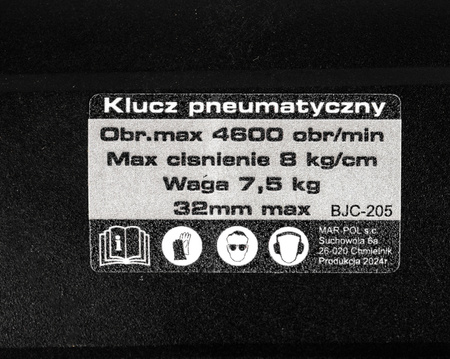 Klucz pneumatyczny
Obr.max 4600 obr/min
Max cisnienie 8 kg/cm
Waga 7,5 kg
32mm max BJC-205
MAR-POL s.c.
Suchowola 6a
26-020 Chmielnik
Produkcja 2024r.